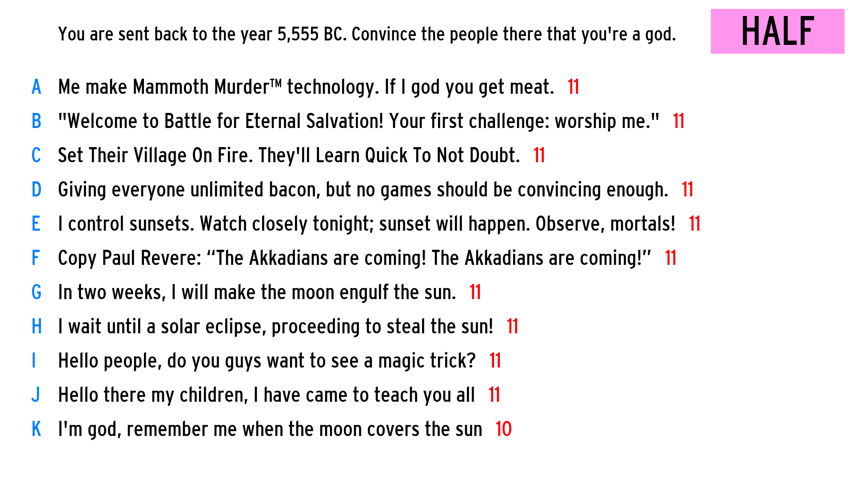 You are sent back to the year 5,555 BC. Convince the people there that you're a god.
HALF
A Me make Mammoth Murder™ technology. If I god you get meat. 11
B "Welcome to Battle for Eternal Salvation! Your first challenge: worship me." 11
C Set Their Village On Fire. They'll Learn Quick To Not Doubt. 11
D Giving everyone unlimited bacon, but no games should be convincing enough. 11
E I control sunsets. Watch closely tonight; sunset will happen. Observe, mortals! 11
F Copy Paul Revere: “The Akkadians are coming! The Akkadians are coming!” 11
G In two weeks, I will make the moon engulf the sun. 11
H I wait until a solar eclipse, proceeding to steal the sun! 11
I Hello people, do you guys want to see a magic trick? 11
J Hello there my children, I have came to teach you all 11
K I'm god, remember me when the moon covers the sun 10